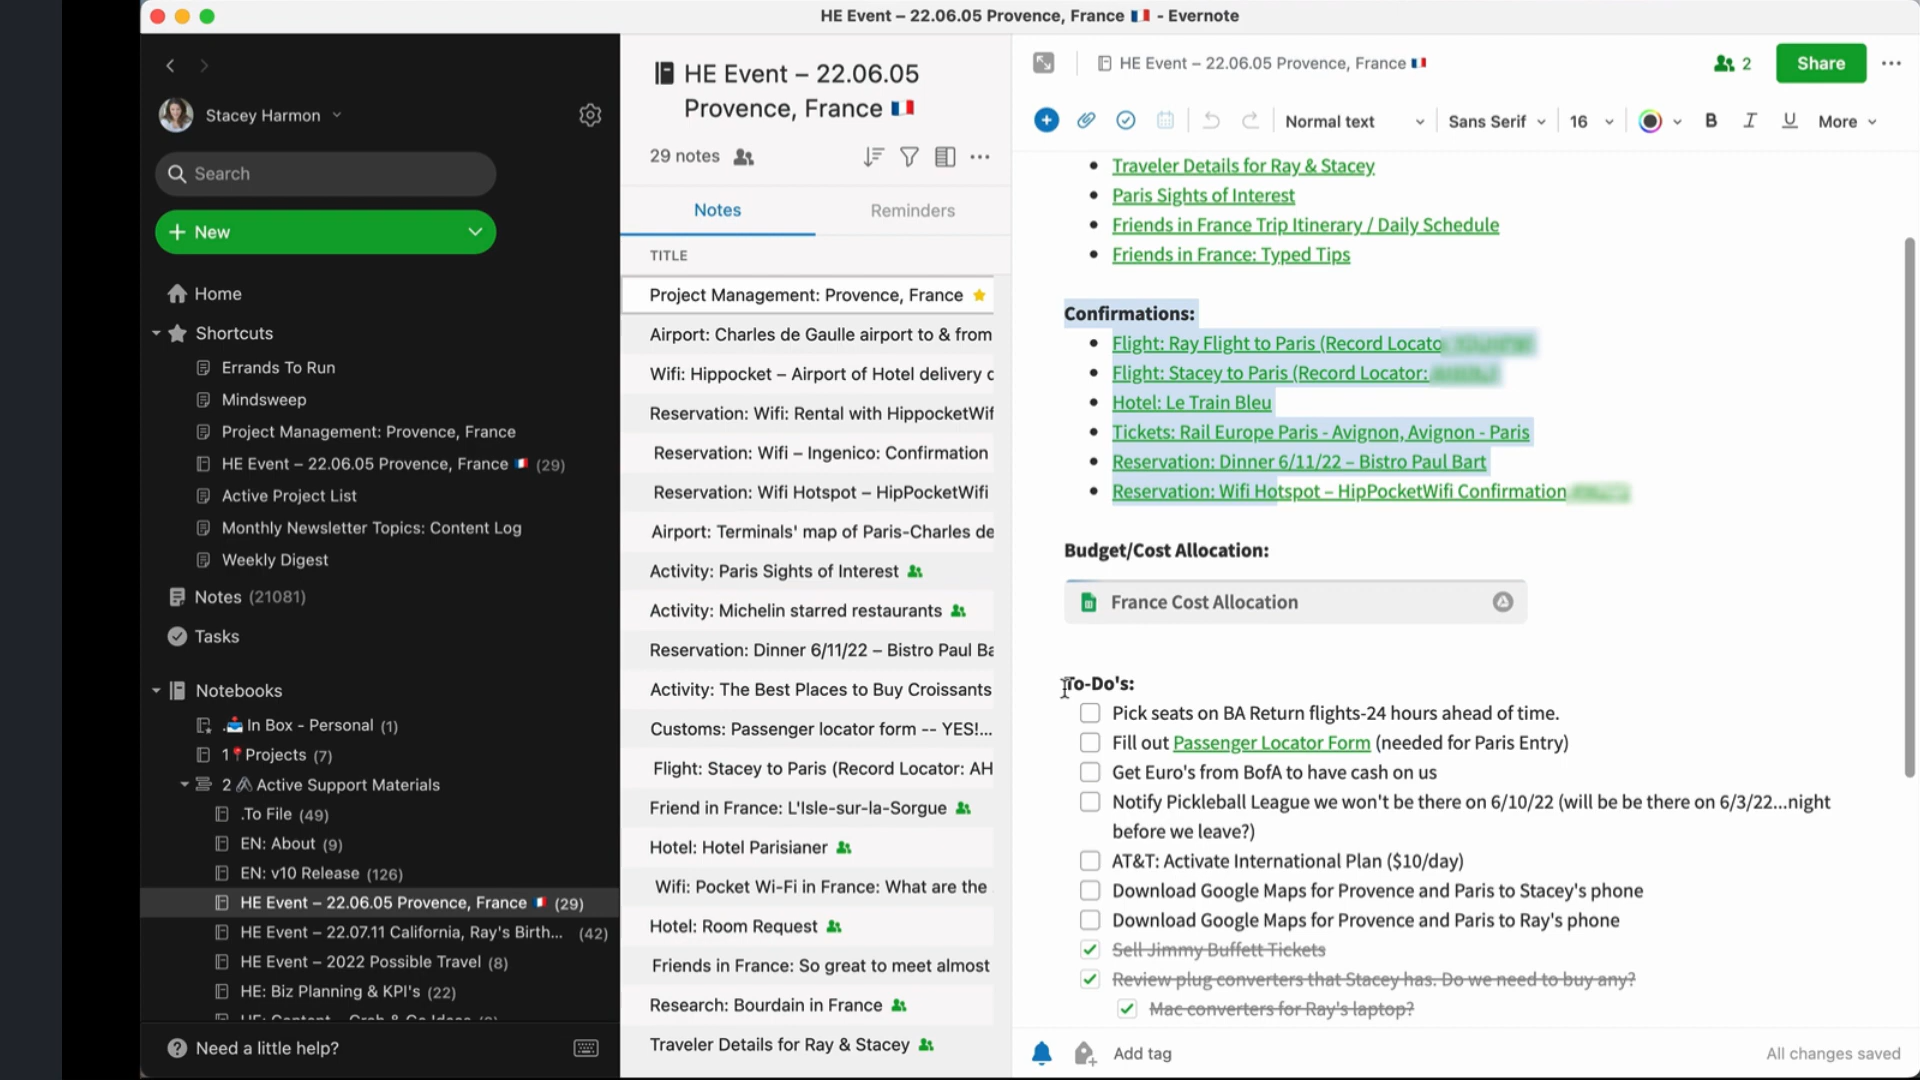 HE Event – 22.06.05 Provence, France 🇫🇷 - Evernote
Stacey Harmon
Search
New
Home
Shortcuts
Errands To Run
Mindsweep
Project Management: Provence, France
HE Event – 22.06.05 Provence, France 🇫🇷 (29)
Active Project List
Monthly Newsletter Topics: Content Log
Weekly Digest
Notes (21081)
Tasks
Notebooks
.📥In Box - Personal (1)
1📍Projects (7)
2 🖇Active Support Materials
.To File (49)
EN: About (9)
EN: v10 Release (126)
HE Event – 22.06.05 Provence, France 🇫🇷 (29)
HE Event – 22.07.11 California, Ray's Birth... (42)
HE Event – 2022 Possible Travel (8)
HE: Biz Planning & KPI's (22)
Need a little help?
HE Event – 22.06.05
Provence, France 🇫🇷
29 notes
Notes Reminders
TITLE
Project Management: Provence, France
Airport: Charles de Gaulle airport to & from
Wifi: Hippocket – Airport of Hotel delivery
Reservation: Wifi: Rental with HippocketWif
Reservation: Wifi – Ingenico: Confirmation
Reservation: Wifi Hotspot – HipPocketWifi
Airport: Terminals' map of Paris-Charles de
Activity: Paris Sights of Interest
Activity: Michelin starred restaurants
Reservation: Dinner 6/11/22 – Bistro Paul Ba
Activity: The Best Places to Buy Croissants
Customs: Passenger locator form -- YES!...
Flight: Stacey to Paris (Record Locator: AH
Friend in France: L'Isle-sur-la-Sorgue
Hotel: Hotel Parisianer
Wifi: Pocket Wi-Fi in France: What are the
Hotel: Room Request
Friends in France: So great to meet almost
Research: Bourdain in France
Traveler Details for Ray & Stacey
HE Event – 22.06.05 Provence, France 🇫🇷 2 Share
Normal text Sans Serif 16 B I U More
Traveler Details for Ray & Stacey
Paris Sights of Interest
Friends in France Trip Itinerary / Daily Schedule
Friends in France: Typed Tips
Confirmations:
Flight: Ray Flight to Paris (Record Locato
Flight: Stacey to Paris (Record Locator:
Hotel: Le Train Bleu
Tickets: Rail Europe Paris - Avignon, Avignon - Paris
Reservation: Dinner 6/11/22 – Bistro Paul Bart
Reservation: Wifi Hotspot – HipPocketWifi Confirmation
Budget/Cost Allocation:
France Cost Allocation
To-Do's:
Pick seats on BA Return flights-24 hours ahead of time.
Fill out Passenger Locator Form (needed for Paris Entry)
Get Euro's from BofA to have cash on us
Notify Pickleball League we won't be there on 6/10/22 (will be be there on 6/3/22...night
before we leave?)
AT&T: Activate International Plan ($10/day)
Download Google Maps for Provence and Paris to Stacey's phone
Download Google Maps for Provence and Paris to Ray's phone
Sell Jimmy Buffett Tickets
Review plug converters that Stacey has. Do we need to buy any?
Mac converters for Ray's laptop?
Add tag
All changes saved